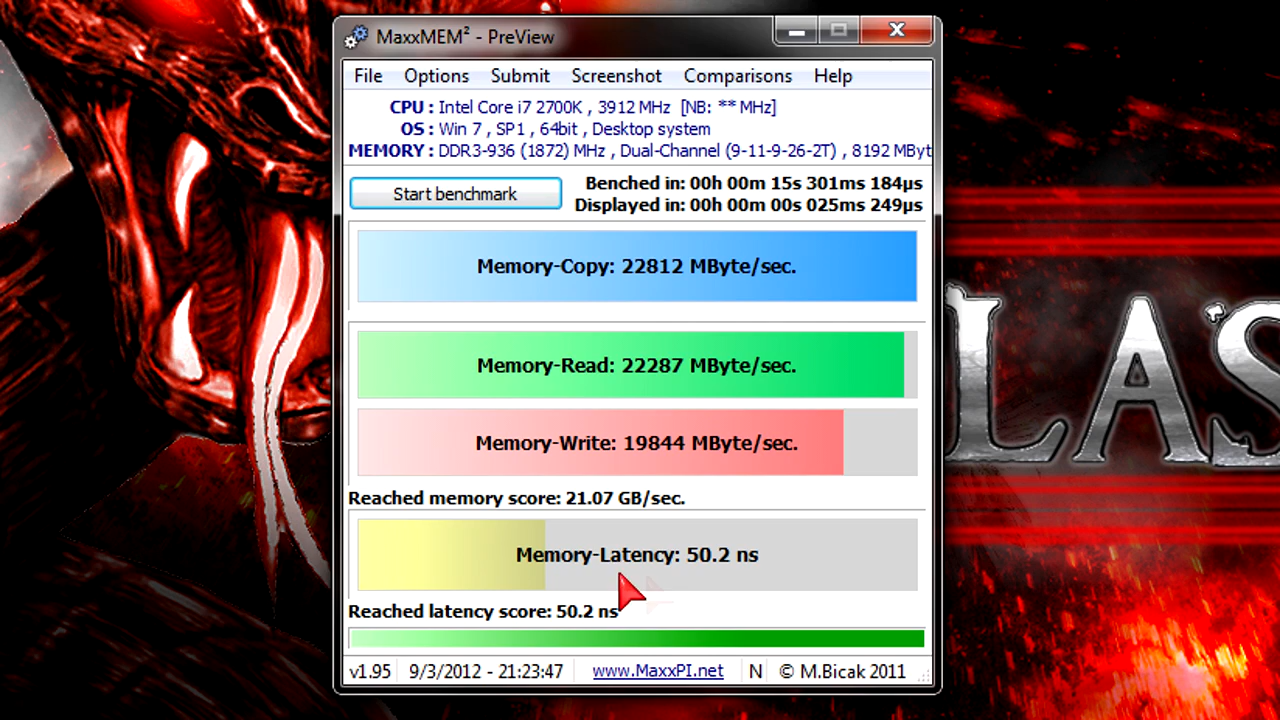 MaxxMEM² - PreView
File Options Submit Screenshot Comparisons Help
CPU : Intel Core i7 2700K , 3912 MHz [NB: ** MHz]
OS : Win 7 , SP1 , 64bit , Desktop system
MEMORY : DDR3-936 (1872) MHz , Dual-Channel (9-11-9-26-2T) , 8192 MByt
Start benchmark
Benched in: 00h 00m 15s 301ms 184µs
Displayed in: 00h 00m 00s 025ms 249µs
Memory-Copy: 22812 MByte/sec.
Memory-Read: 22287 MByte/sec.
Memory-Write: 19844 MByte/sec.
Reached memory score: 21.07 GB/sec.
Memory-Latency: 50.2 ns
Reached latency score: 50.2 ns
v1.95 9/3/2012 - 21:23:47 www.MaxxPI.net N © M.Bicak 2011
LAS